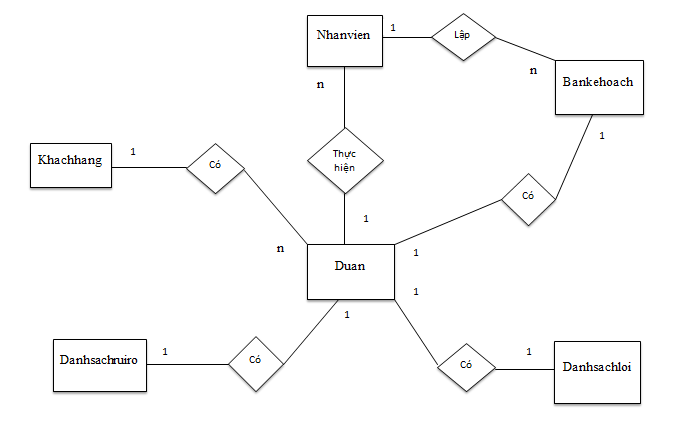 Nhanvien
1
Lập
n
Bankehoach
n
1
Khachhang
1
Có
Thực
hiện
Có
1
n
1
Duan
1
1
Danhsachruiro
1
Có
Có
1
Danhsachloi